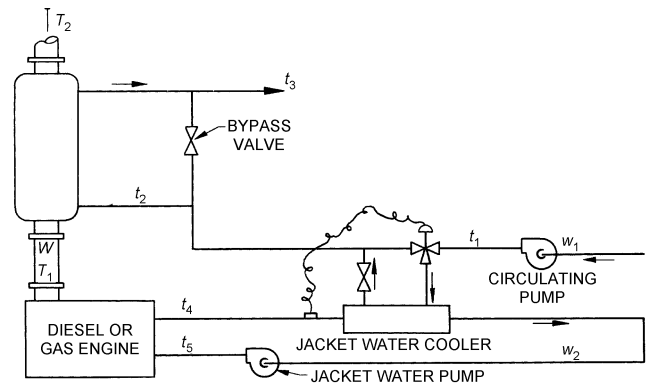 T2
t3
BYPASS
VALVE
t2
W
T1
t1
w1
CIRCULATING
PUMP
t4
DIESEL OR
GAS ENGINE
JACKET WATER COOLER
t5
w2
JACKET WATER PUMP